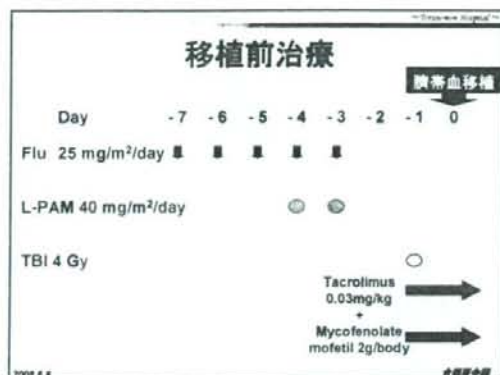 移植前治療
臍帯血移植
Day -7 -6 -5 -4 -3 -2 -1 0
Flu 25 mg/m²/day
L-PAM 40 mg/m²/day
TBI 4 Gy
Tacrolimus
0.03mg/kg
+
Mycofenolate
mofetil 2g/body